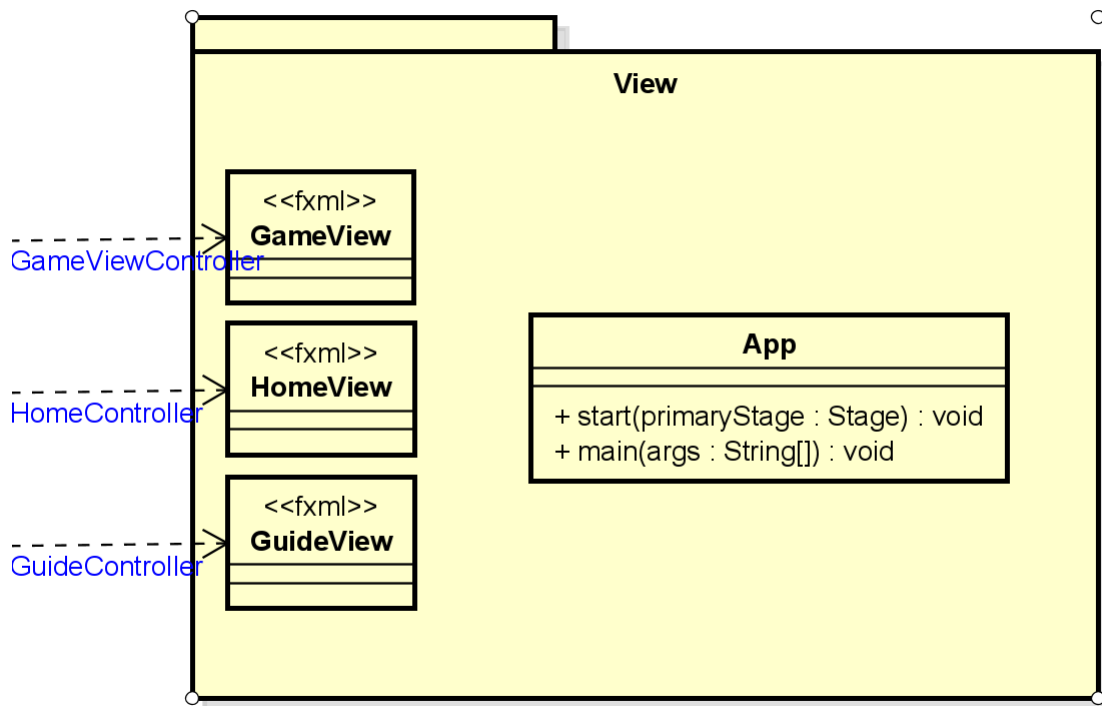 View
<<fxml>>
GameView
GameViewController
<<fxml>>
HomeView
HomeController
<<fxml>>
GuideView
GuideController
App
+ start(primaryStage : Stage) : void
+ main(args : String[]) : void